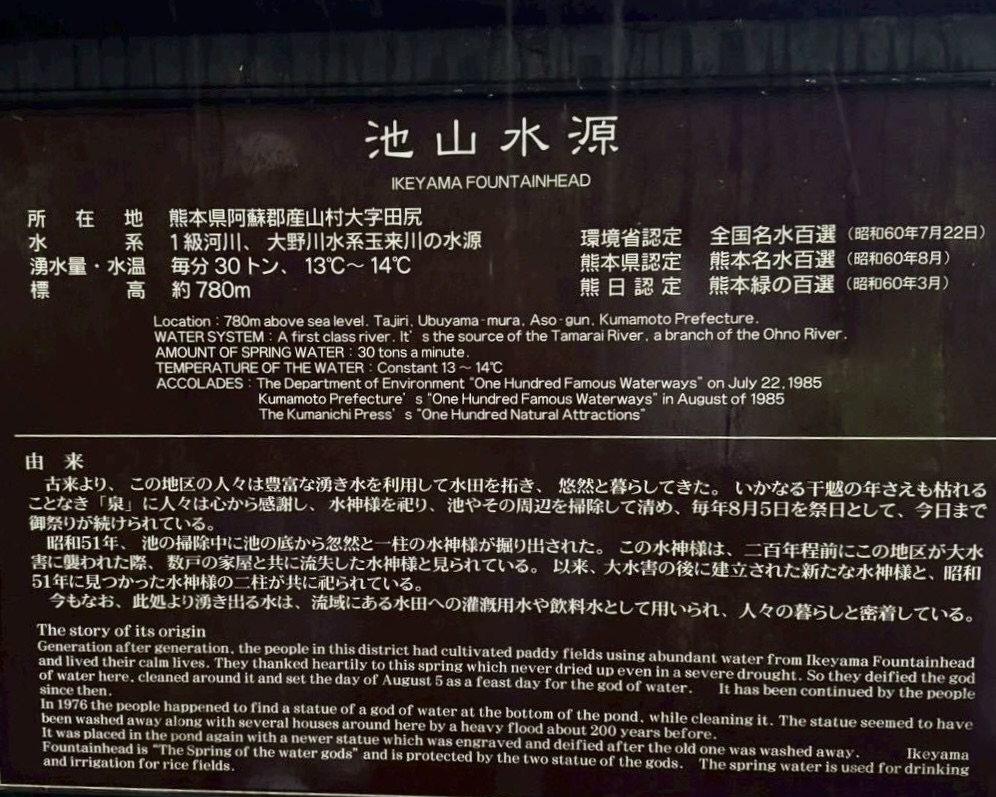 池山水源
IKEYAMA FOUNTAINHEAD
所在地 熊本県阿蘇郡産山村大字田尻
水系 1級河川、大野川水系玉来川の水源
湧水量・水温 毎分30トン、13℃～14℃
標高 約780m
環境省認定 全国名水百選（昭和60年7月22日）
熊本県認定 熊本名水百選（昭和60年8月）
熊日認定 熊本緑の百選（昭和60年3月）
Location : 780m above sea level. Tajiri, Ubuyama-mura, Aso-gun, Kumamoto Prefecture.
WATER SYSTEM : A first class river. It's the source of the Tamarai River, a branch of the Ohno River.
AMOUNT OF SPRING WATER : 30 tons a minute.
TEMPERATURE OF THE WATER : Constant 13～14℃
ACCOLADES : The Department of Environment "One Hundred Famous Waterways" on July 22, 1985
Kumamoto Prefecture's "One Hundred Famous Waterways" in August of 1985
The Kumanichi Press's "One Hundred Natural Attractions"
由来
古来より、この地区の人々は豊富な湧き水を利用して水田を拓き、悠然と暮らしてきた。いかなる干魃の年さえも枯れる
ことなき「泉」に人々は心から感謝し、水神様を祀り、池やその周辺を掃除して清め、毎年8月5日を祭日として、今日まで
御祭りが続けられている。
昭和51年、池の掃除中に池の底から忽然と一柱の水神様が掘り出された。この水神様は、二百年程前にこの地区が大水
害に襲われた際、数戸の家屋と共に流失した水神様と見られている。以来、大水害の後に建立された新たな水神様と、昭和
51年に見つかった水神様の二柱が共に祀られている。
今もなお、此処より湧き出る水は、流域にある水田への灌漑用水や飲料水として用いられ、人々の暮らしと密着している。
The story of its origin
Generation after generation, the people in this district had cultivated paddy fields using abundant water from Ikeyama Fountainhead
and lived their calm lives. They thanked heartily to this spring which never dried up even in a severe drought. So they deified the god
of water here, cleaned around it and set the day of August 5 as a feast day for the god of water. It has been continued by the people
since then.
In 1976 the people happened to find a statue of a god of water at the bottom of the pond, while cleaning it. The statue seemed to have
been washed away along with several houses around here by a heavy flood about 200 years before.
It was placed in the pond again with a newer statue which was engraved and deified after the old one was washed away. Ikeyama
Fountainhead is "The Spring of the water gods" and is protected by the two statue of the gods. The spring water is used for drinking
and irrigation for rice fields.